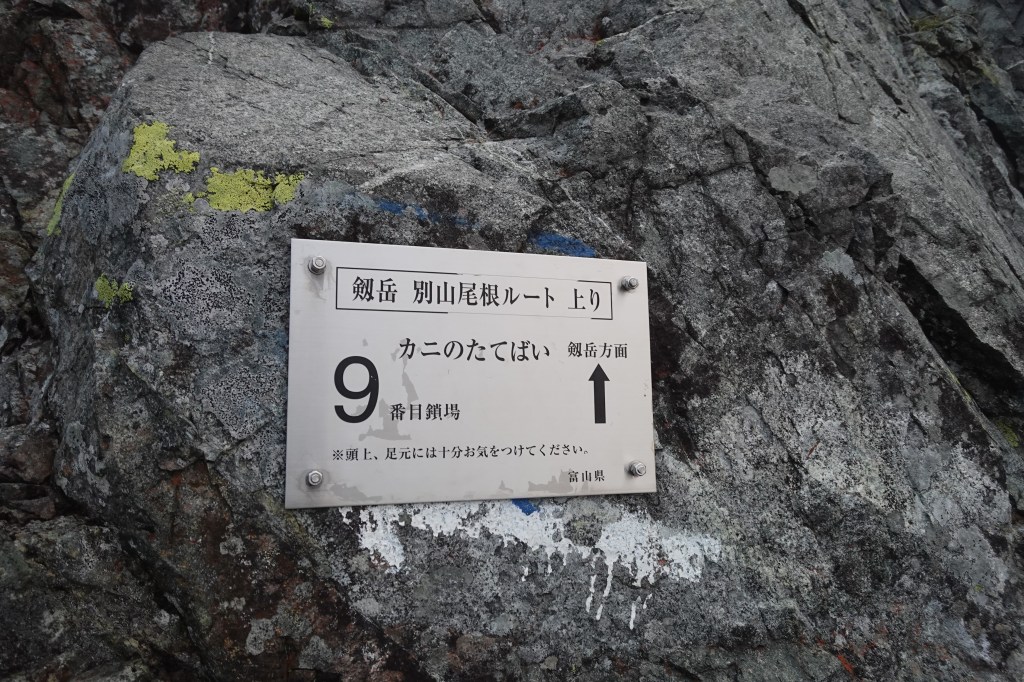 剱岳 別山尾根ルート 上り
カニのたてばい 剱岳方面
9番目鎖場 ↑
※頭上、足元には十分お気をつけてください。
富山県